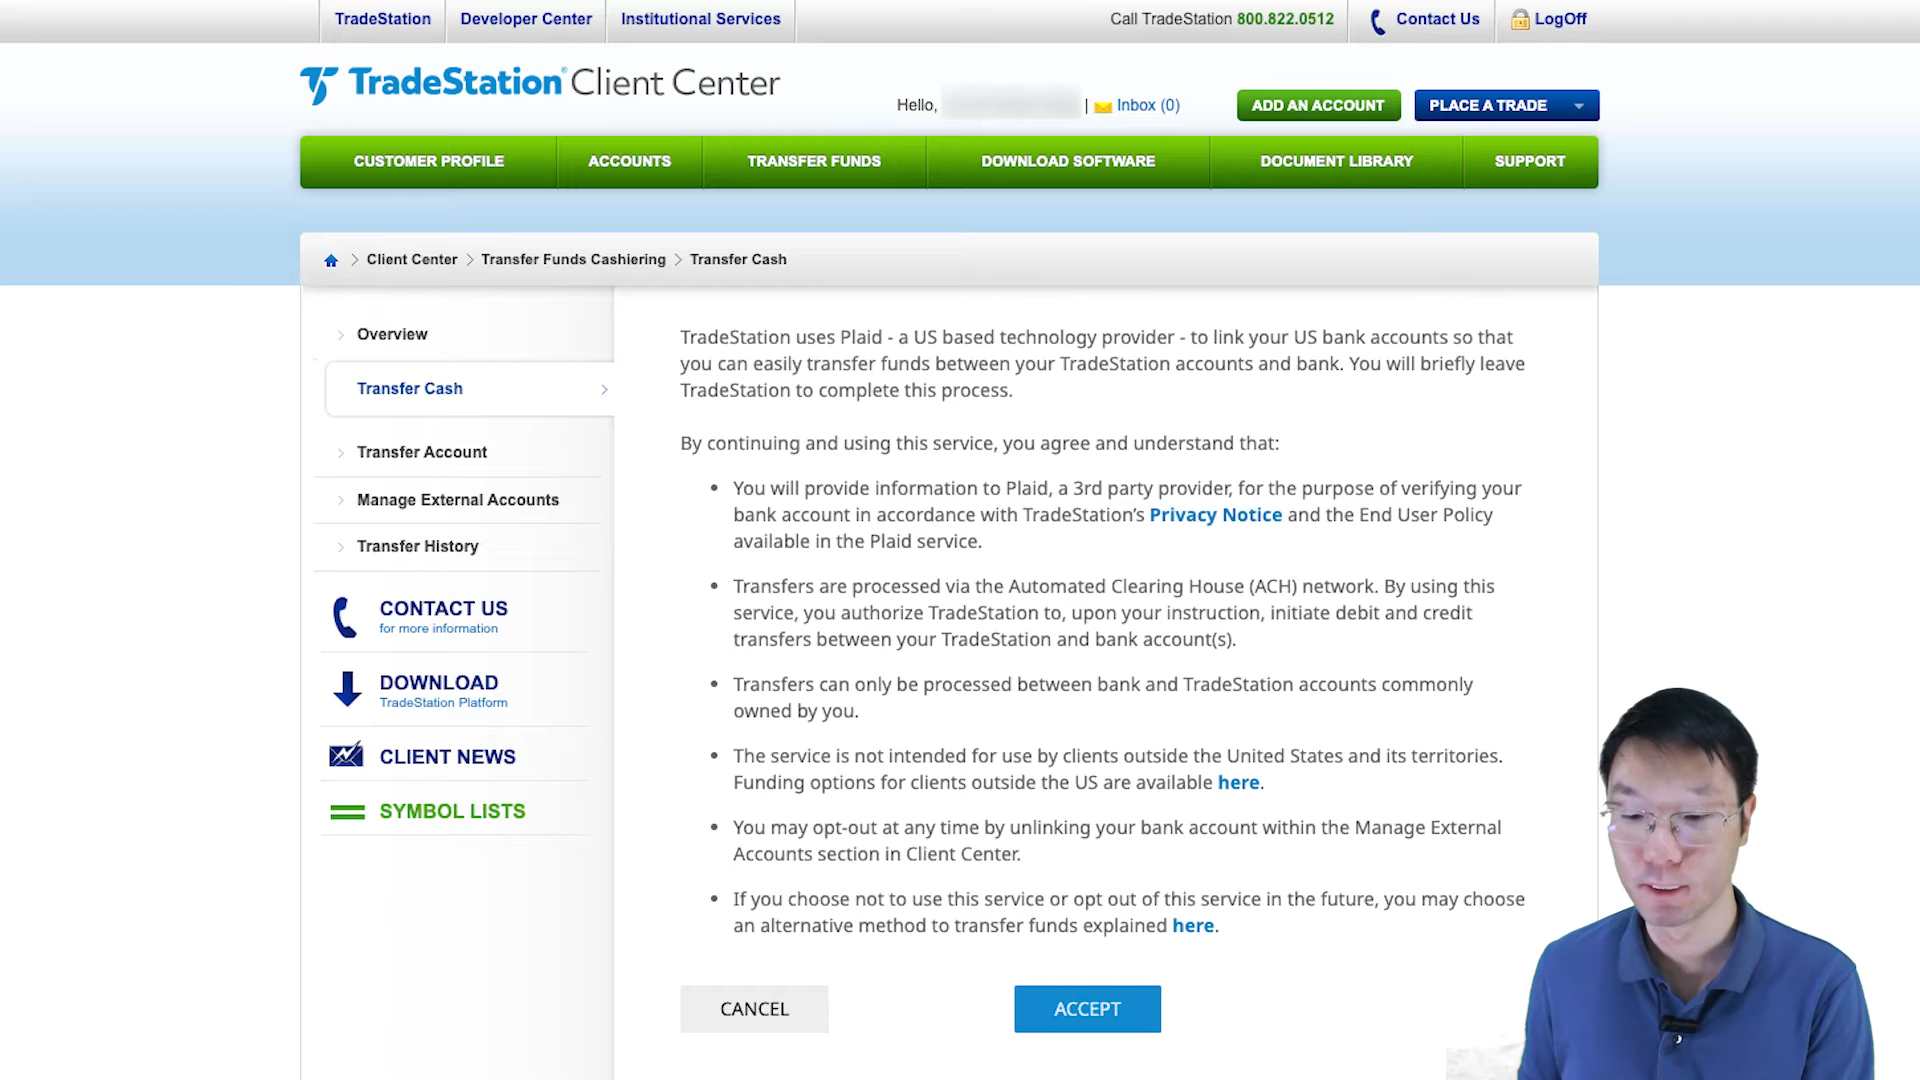 TradeStation
Developer Center
Institutional Services
Call TradeStation 800.822.0512
Contact Us
LogOff
TradeStation® Client Center
Hello,
| Inbox (0)
ADD AN ACCOUNT
PLACE A TRADE
CUSTOMER PROFILE
ACCOUNTS
TRANSFER FUNDS
DOWNLOAD SOFTWARE
DOCUMENT LIBRARY
SUPPORT
Client Center
Transfer Funds Cashiering
Transfer Cash
Overview
Transfer Cash
Transfer Account
Manage External Accounts
Transfer History
CONTACT US
for more information
DOWNLOAD
TradeStation Platform
CLIENT NEWS
SYMBOL LISTS
TradeStation uses Plaid - a US based technology provider - to link your US bank accounts so that
you can easily transfer funds between your TradeStation accounts and bank. You will briefly leave
TradeStation to complete this process.
By continuing and using this service, you agree and understand that:
• You will provide information to Plaid, a 3rd party provider, for the purpose of verifying your
bank account in accordance with TradeStation’s Privacy Notice and the End User Policy
available in the Plaid service.
• Transfers are processed via the Automated Clearing House (ACH) network. By using this
service, you authorize TradeStation to, upon your instruction, initiate debit and credit
transfers between your TradeStation and bank account(s).
• Transfers can only be processed between bank and TradeStation accounts commonly
owned by you.
• The service is not intended for use by clients outside the United States and its territories.
Funding options for clients outside the US are available here.
• You may opt-out at any time by unlinking your bank account within the Manage External
Accounts section in Client Center.
• If you choose not to use this service or opt out of this service in the future, you may choose
an alternative method to transfer funds explained here.
CANCEL
ACCEPT